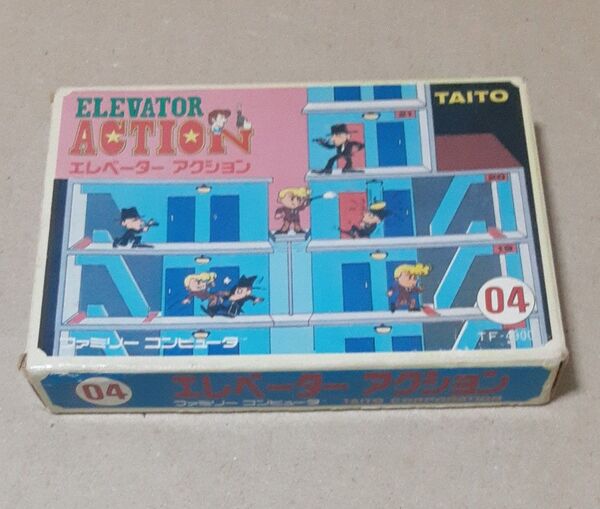 ELEVATOR
ACTION
エレベーター アクション
TAITO
21
20
19
04
TF-4900
ファミリー コンピュータ
04
エレベーター アクション
ファミリー コンピュータ TAITO CORPORATION